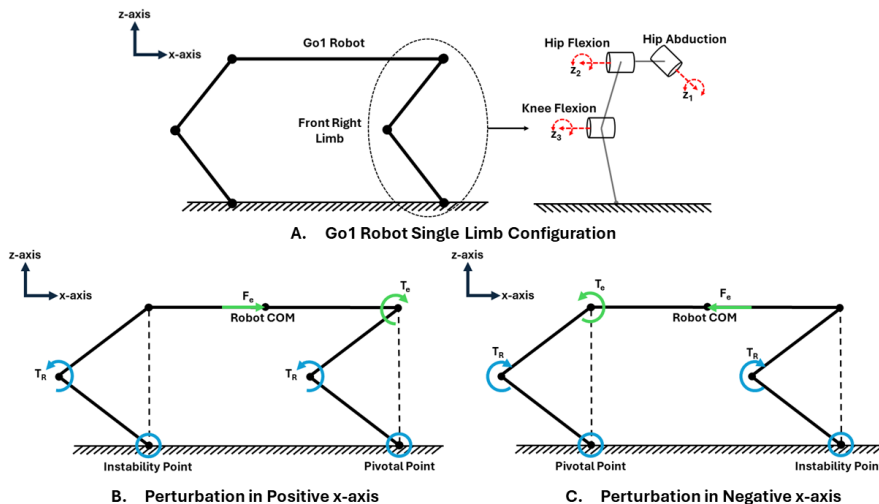 z-axis
x-axis
Go1 Robot
Front Right
Limb
Hip Flexion
Hip Abduction
z2
z1
Knee Flexion
z3
A. Go1 Robot Single Limb Configuration
z-axis
x-axis
Fe
Te
Robot COM
TR
TR
Instability Point
Pivotal Point
B. Perturbation in Positive x-axis
z-axis
x-axis
Te
Fe
Robot COM
TR
TR
Pivotal Point
Instability Point
C. Perturbation in Negative x-axis